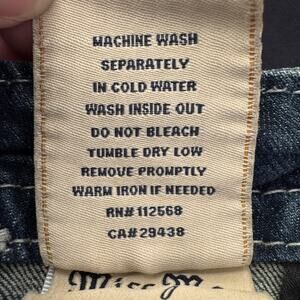 MACHINE WASH
SEPARATELY
IN COLD WATER
WASH INSIDE OUT
DO NOT BLEACH
TUMBLE DRY LOW
REMOVE PROMPTLY
WARM IRON IF NEEDED
RN# 112568
CA# 29438
Miss